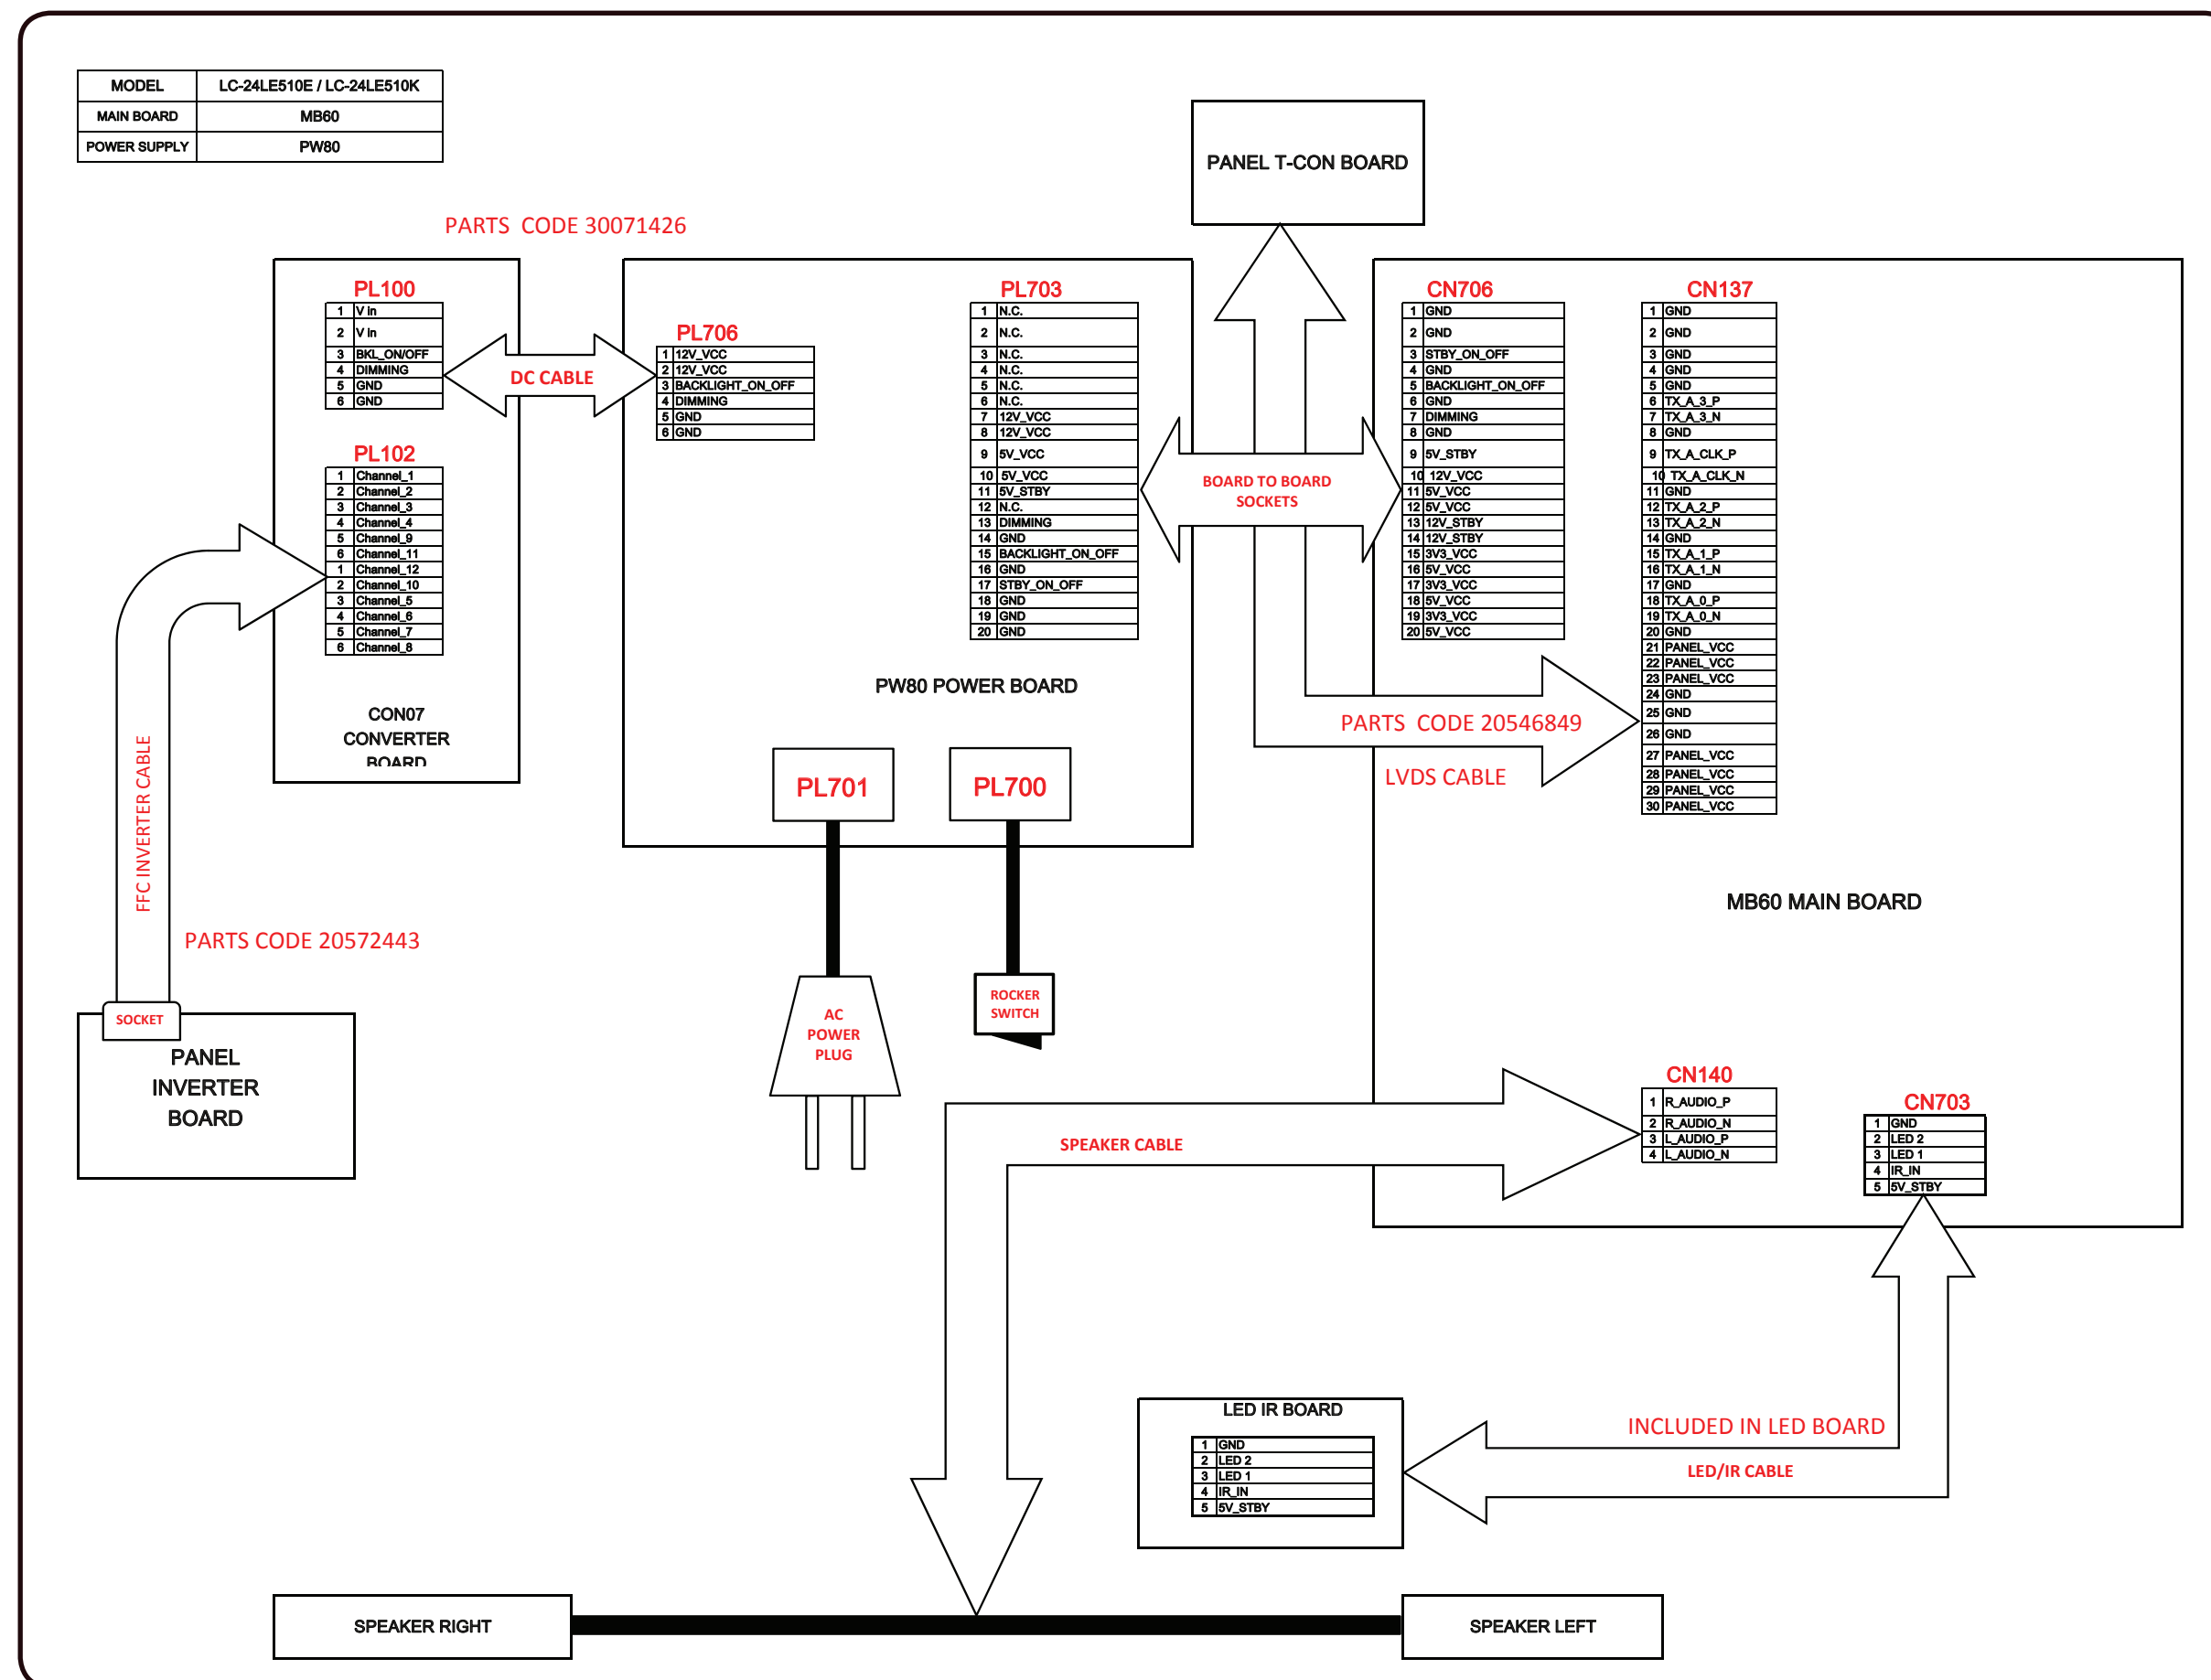 MODEL LC-24LE510E / LC-24LE510K
MAIN BOARD MB60
POWER SUPPLY PW80
PANEL T-CON BOARD
PARTS CODE 30071426
PL100
1 V in
2 V in
3 BKL_ON/OFF
4 DIMMING
5 GND
6 GND
DC CABLE
PL706
1 12V_VCC
2 12V_VCC
3 BACKLIGHT_ON_OFF
4 DIMMING
5 GND
6 GND
PL703
1 N.C.
2 N.C.
3 N.C.
4 N.C.
5 N.C.
6 N.C.
7 12V_VCC
8 12V_VCC
9 5V_VCC
10 5V_VCC
11 5V_STBY
12 N.C.
13 DIMMING
14 GND
15 BACKLIGHT_ON_OFF
16 GND
17 STBY_ON_OFF
18 GND
19 GND
20 GND
BOARD TO BOARD
SOCKETS
CN706
1 GND
2 GND
3 STBY_ON_OFF
4 GND
5 BACKLIGHT_ON_OFF
6 GND
7 DIMMING
8 GND
9 5V_STBY
10 12V_VCC
11 5V_VCC
12 5V_VCC
13 12V_STBY
14 12V_STBY
15 3V3_VCC
16 5V_VCC
17 3V3_VCC
18 5V_VCC
19 3V3_VCC
20 5V_VCC
CN137
1 GND
2 GND
3 GND
4 GND
5 GND
6 TX_A_3_P
7 TX_A_3_N
8 GND
9 TX_A_CLK_P
10 TX_A_CLK_N
11 GND
12 TX_A_2_P
13 TX_A_2_N
14 GND
15 TX_A_1_P
16 TX_A_1_N
17 GND
18 TX_A_0_P
19 TX_A_0_N
20 GND
21 PANEL_VCC
22 PANEL_VCC
23 PANEL_VCC
24 GND
25 GND
26 GND
27 PANEL_VCC
28 PANEL_VCC
29 PANEL_VCC
30 PANEL_VCC
PL102
1 Channel_1
2 Channel_2
3 Channel_3
4 Channel_4
5 Channel_9
6 Channel_11
1 Channel_12
2 Channel_10
3 Channel_5
4 Channel_6
5 Channel_7
6 Channel_8
CON07
CONVERTER
BOARD
PW80 POWER BOARD
PARTS CODE 20546849
LVDS CABLE
PL701
PL700
FFC INVERTER CABLE
PARTS CODE 20572443
MB60 MAIN BOARD
SOCKET
PANEL
INVERTER
BOARD
AC
POWER
PLUG
ROCKER
SWITCH
SPEAKER CABLE
CN140
1 R_AUDIO_P
2 R_AUDIO_N
3 L_AUDIO_P
4 L_AUDIO_N
CN703
1 GND
2 LED 2
3 LED 1
4 IR_IN
5 5V_STBY
LED IR BOARD
1 GND
2 LED 2
3 LED 1
4 IR_IN
5 5V_STBY
INCLUDED IN LED BOARD
LED/IR CABLE
SPEAKER RIGHT
SPEAKER LEFT